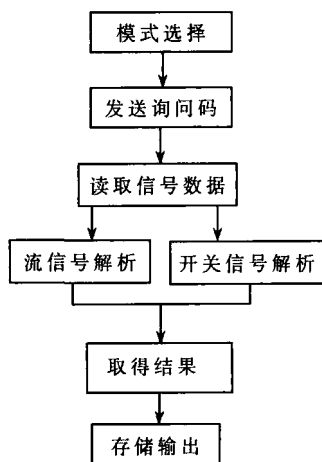 模式选择
发送询问码
读取信号数据
流信号解析
开关信号解析
取得结果
存储输出